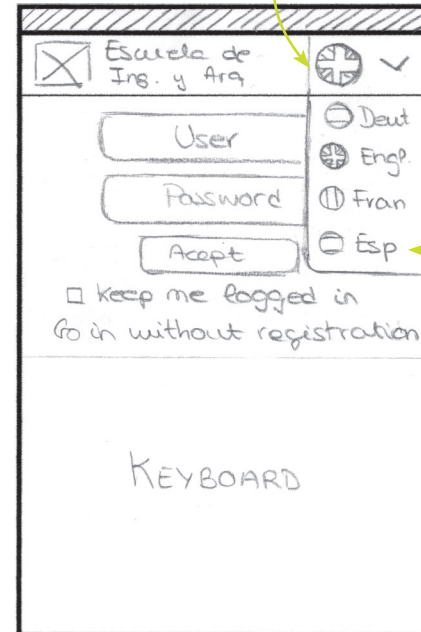 Escuela de
Ing. y Arq
Deut
User
Engl.
Password
Fran
Acept
Esp
□ keep me logged in
Go in without registration
KEYBOARD